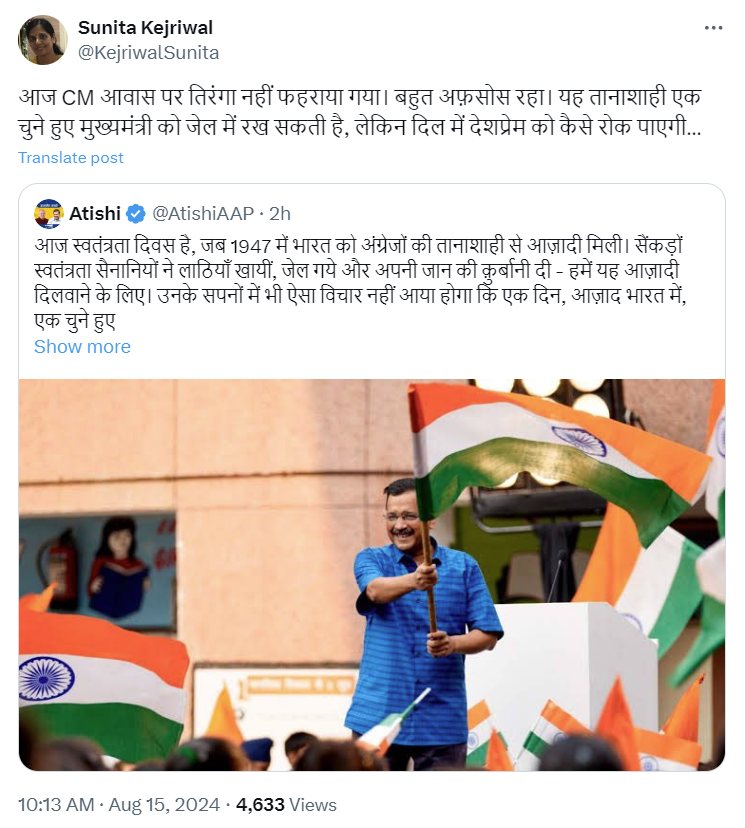 Sunita Kejriwal
@KejriwalSunita
आज CM आवास पर तिरंगा नहीं फहराया गया। बहुत अफ़सोस रहा। यह तानाशाही एक
चुने हुए मुख्यमंत्री को जेल में रख सकती है, लेकिन दिल में देशप्रेम को कैसे रोक पाएगी...
Translate post
Atishi @AtishiAAP · 2h
आज स्वतंत्रता दिवस है, जब 1947 में भारत को अंग्रेजों की तानाशाही से आज़ादी मिली। सैंकड़ों
स्वतंत्रता सैनानियों ने लाठियाँ खायीं, जेल गये और अपनी जान की क़ुर्बानी दी - हमें यह आज़ादी
दिलवाने के लिए। उनके सपनों में भी ऐसा विचार नहीं आया होगा कि एक दिन, आज़ाद भारत में,
एक चुने हुए
Show more
10:13 AM · Aug 15, 2024 · 4,633 Views